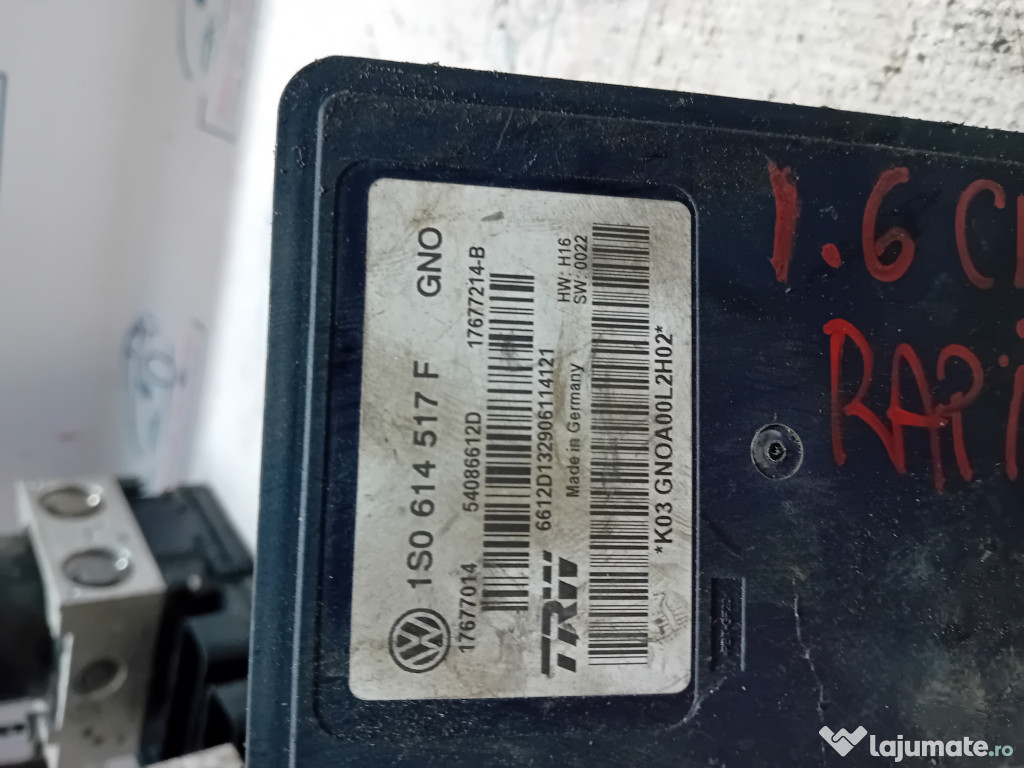 1S0 614 517 F GNO
17677014 54086612D 17677214-B
6612D132906114121
TRW Made in Germany HW: H16
SW: 0022
*K03 GNOA00L2H02*
1.6
lajumate.ro